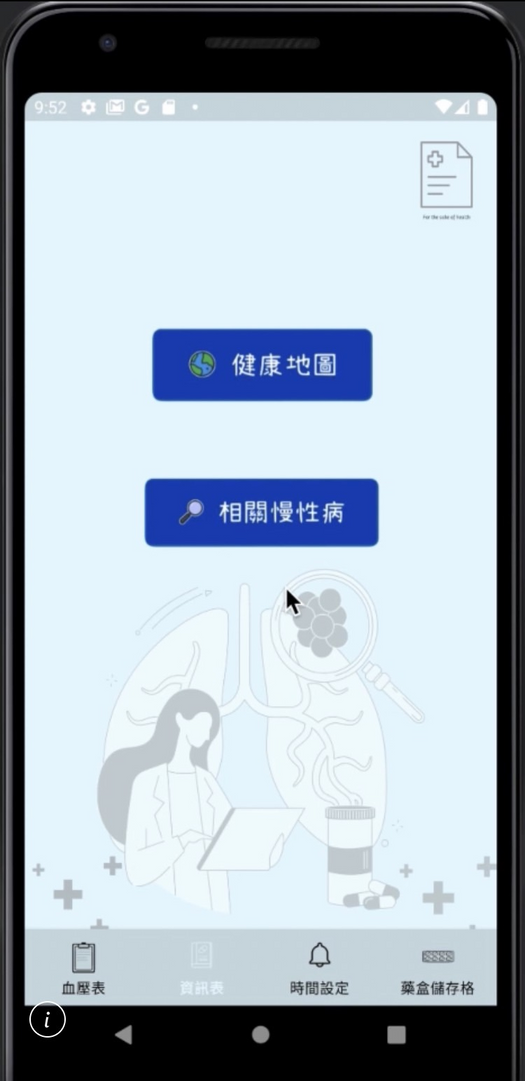 9:52
For the sake of health
健康地圖
相關慢性病
血壓表
資訊表
時間設定
藥盒儲存格
i